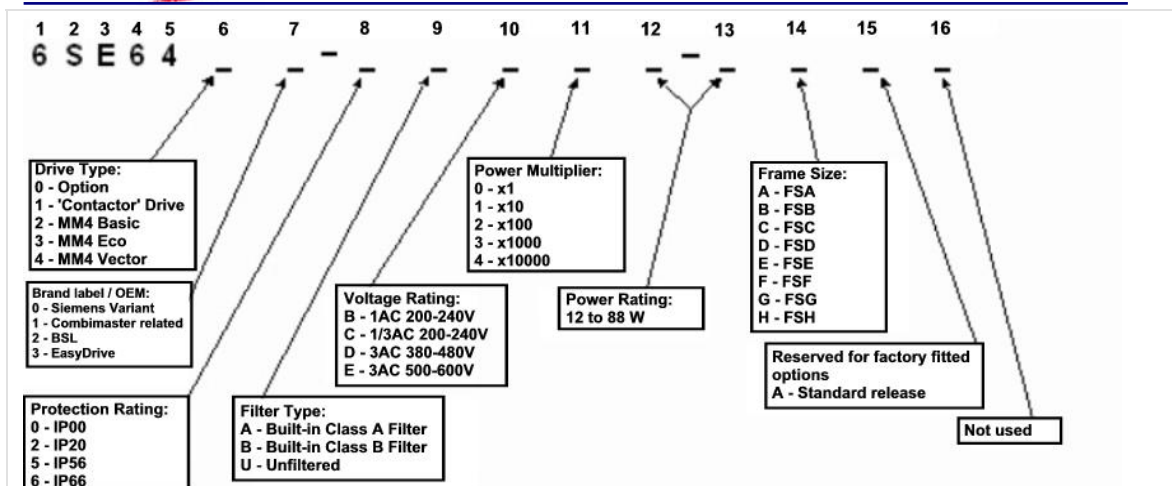 1 2 3 4 5 6 7 8 9 10 11 12 13 14 15 16
6 S E 6 4 _ _ - _ _ _ _ _ - _ _ _ _
Drive Type:
0 - Option
1 - 'Contactor' Drive
2 - MM4 Basic
3 - MM4 Eco
4 - MM4 Vector
Brand label / OEM:
0 - Siemens Variant
1 - Combimaster related
2 - BSL
3 - EasyDrive
Protection Rating:
0 - IP00
2 - IP20
5 - IP56
6 - IP66
Filter Type:
A - Built-in Class A Filter
B - Built-in Class B Filter
U - Unfiltered
Voltage Rating:
B - 1AC 200-240V
C - 1/3AC 200-240V
D - 3AC 380-480V
E - 3AC 500-600V
Power Multiplier:
0 - x1
1 - x10
2 - x100
3 - x1000
4 - x10000
Power Rating:
12 to 88 W
Frame Size:
A - FSA
B - FSB
C - FSC
D - FSD
E - FSE
F - FSF
G - FSG
H - FSH
Reserved for factory fitted
options
A - Standard release
Not used